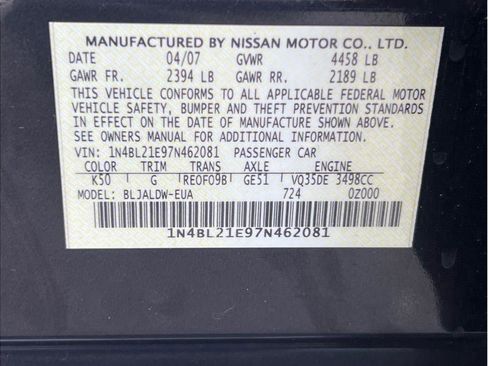 MANUFACTURED BY NISSAN MOTOR CO., LTD.
DATE 04/07 GVWR 4458 LB
GAWR FR. 2394 LB GAWR RR. 2189 LB
THIS VEHICLE CONFORMS TO ALL APPLICABLE FEDERAL MOTOR
VEHICLE SAFETY, BUMPER AND THEFT PREVENTION STANDARDS
IN EFFECT ON THE DATE OF MANUFACTURE SHOWN ABOVE.
SEE OWNERS MANUAL FOR ADDITIONAL INFORMATION.
VIN: 1N4BL21E97N462081 PASSENGER CAR
COLOR TRIM TRANS AXLE ENGINE
K50 G RE0F09B GE51 VQ35DE 3498CC
MODEL: BLJALDW-EUA 724 0Z000
1N4BL21E97N462081